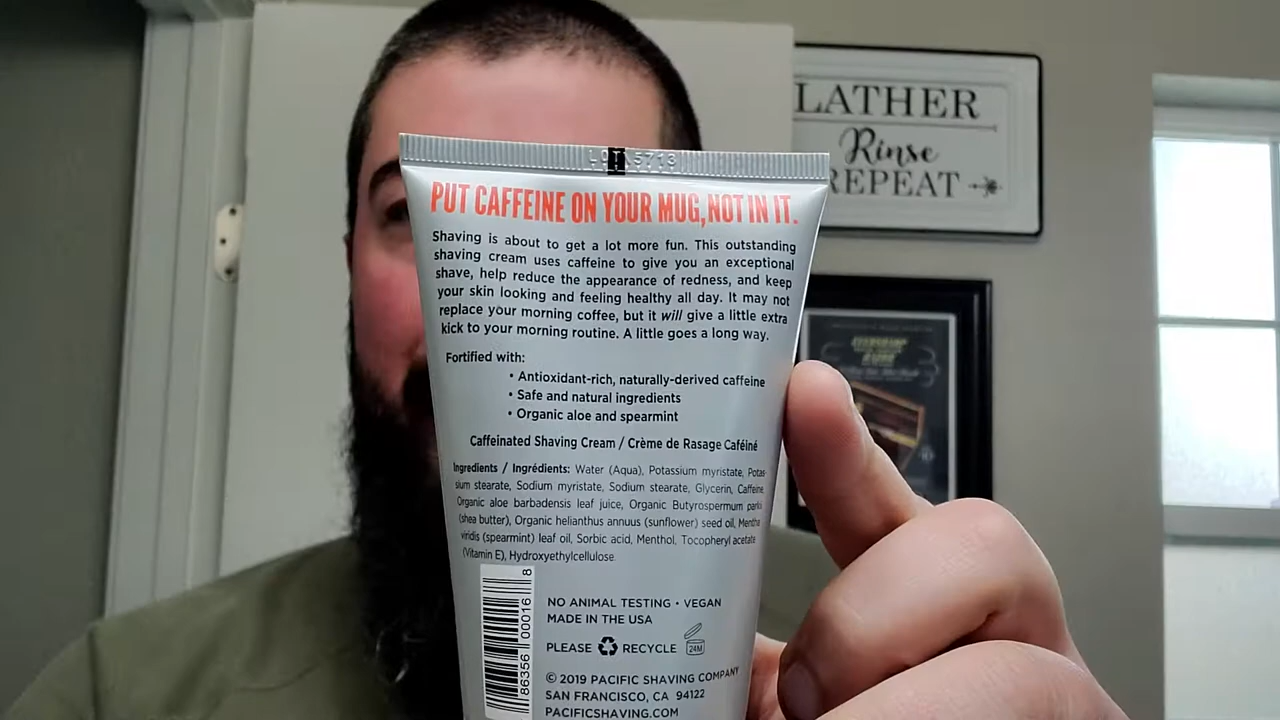 LATHER
Rinse
REPEAT
LOT A5713
PUT CAFFEINE ON YOUR MUG, NOT IN IT.
Shaving is about to get a lot more fun. This outstanding
shaving cream uses caffeine to give you an exceptional
shave, help reduce the appearance of redness, and keep
your skin looking and feeling healthy all day. It may not
replace your morning coffee, but it will give a little extra
kick to your morning routine. A little goes a long way.
Fortified with:
• Antioxidant-rich, naturally-derived caffeine
• Safe and natural ingredients
• Organic aloe and spearmint
Caffeinated Shaving Cream / Crème de Rasage Caféiné
Ingredients / Ingrédients: Water (Aqua), Potassium myristate, Potas-
sium stearate, Sodium myristate, Sodium stearate, Glycerin, Caffeine,
Organic aloe barbadensis leaf juice, Organic Butyrospermum parkii
(shea butter), Organic helianthus annuus (sunflower) seed oil, Mentha
viridis (spearmint) leaf oil, Sorbic acid, Menthol, Tocopheryl acetate
(Vitamin E), Hydroxyethylcellulose.
86356 00016 8
NO ANIMAL TESTING • VEGAN
MADE IN THE USA
PLEASE RECYCLE 24M
© 2019 PACIFIC SHAVING COMPANY
SAN FRANCISCO, CA 94122
PACIFICSHAVING.COM